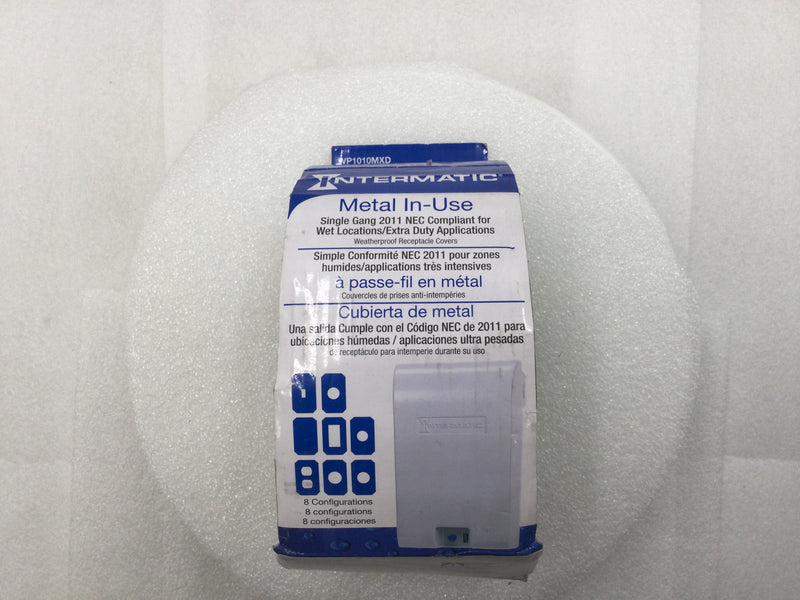 WP1010MXD
INTERMATIC®
Metal In-Use
Single Gang 2011 NEC Compliant for
Wet Locations/Extra Duty Applications
Weatherproof Receptacle Covers
Simple Conformité NEC 2011 pour zones
humides/applications très intensives
à passe-fil en métal
Couvercles de prises anti-intempéries
Cubierta de metal
Una salida Cumple con el Código NEC de 2011 para
ubicaciones húmedas / aplicaciones ultra pesadas
de receptáculo para intemperie durante su uso
INTERMATIC
8 Configurations
8 configurations
8 configuraciones